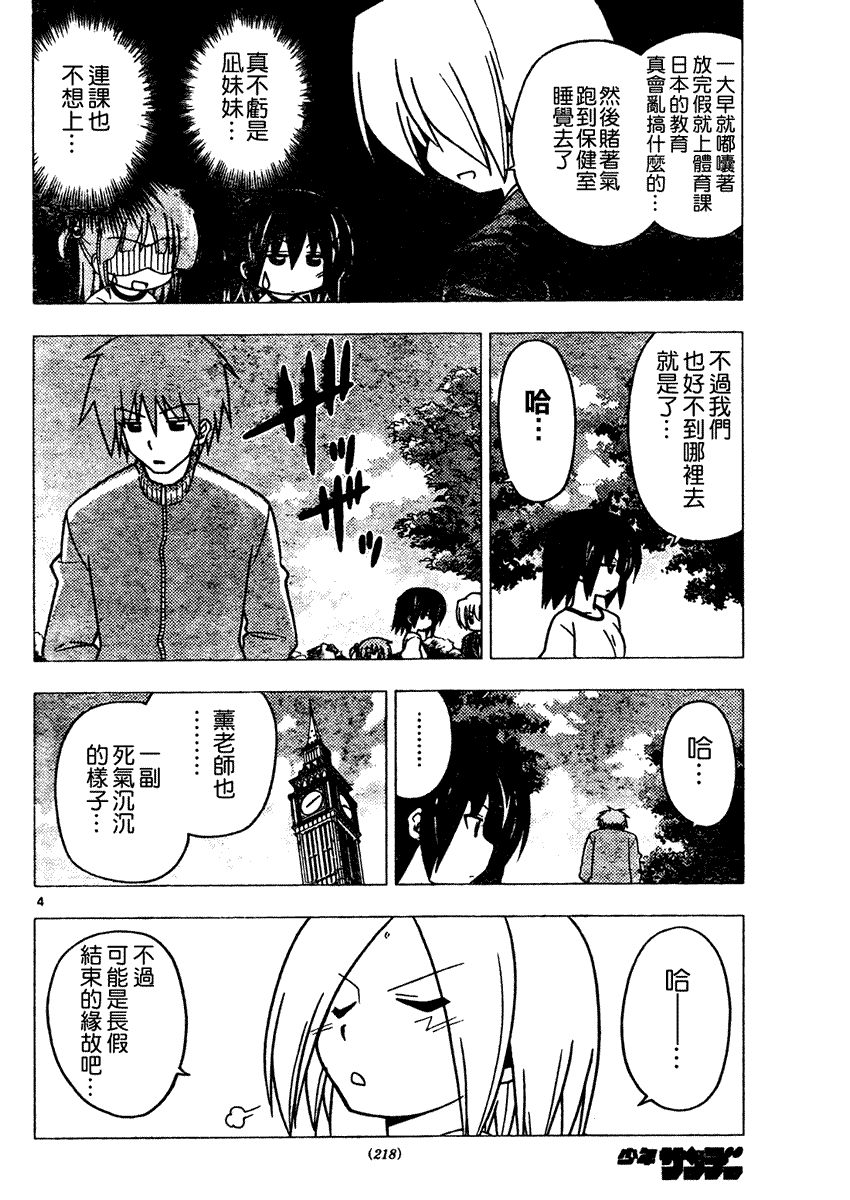 一大早就嘟囔著
放完假就上體育課
日本的教育
真會亂搞什麼的…
然後賭著氣
跑到保健室
睡覺去了
真不虧是
凪妹妹…
連課也
不想上…
不過我們
也好不到哪裡去
就是了…
哈…
哈…
………
薰老師也
………
一副
死氣沉沉
的樣子…
4
哈——…
不過
可能是長假
結束的緣故吧…
(218)
少年サンデー